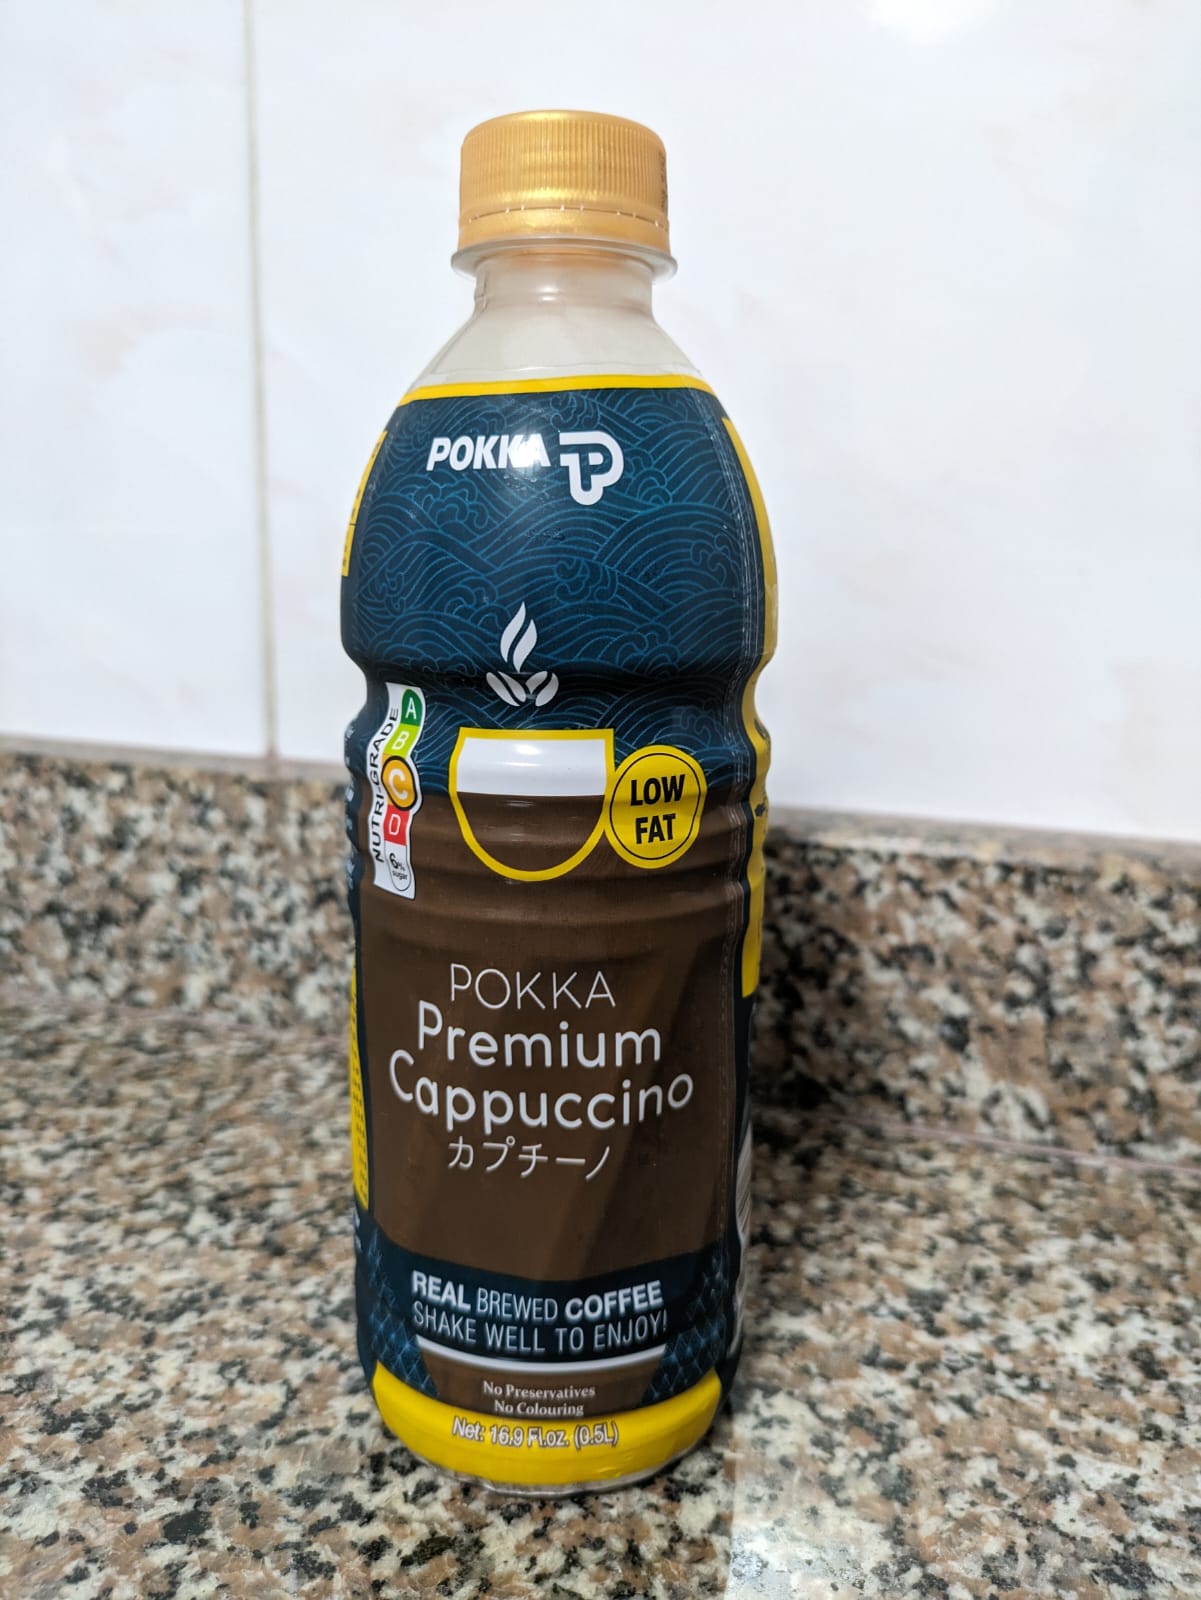 POKKA
NUTRI-GRADE
A
B
C
D
6%
sugar
LOW
FAT
POKKA
Premium
Cappuccino
カプチーノ
REAL BREWED COFFEE
SHAKE WELL TO ENJOY!
No Preservatives
No Colouring
Net: 16.9 Fl.oz. (0.5L)